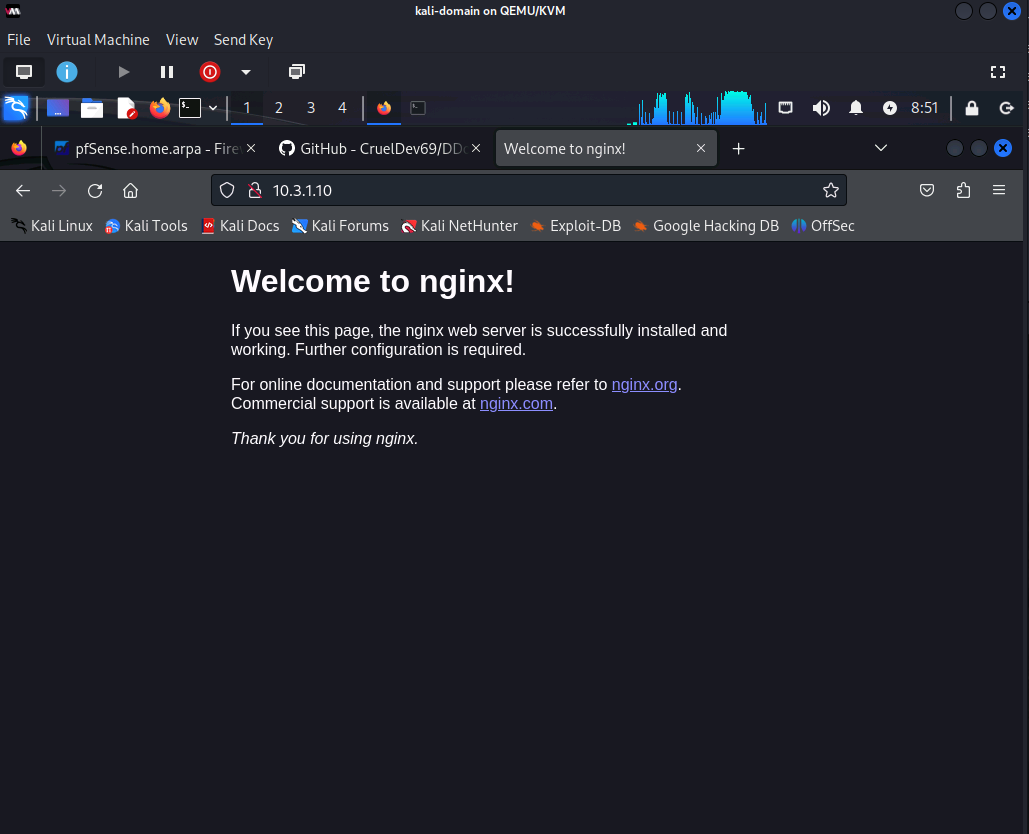 kali-domain on QEMU/KVM
File Virtual Machine View Send Key
1 2 3 4 8:51
pfSense.home.arpa - Fire GitHub - CruelDev69/DD Welcome to nginx!
10.3.1.10
Kali Linux Kali Tools Kali Docs Kali Forums Kali NetHunter Exploit-DB Google Hacking DB OffSec
Welcome to nginx!
If you see this page, the nginx web server is successfully installed and
working. Further configuration is required.
For online documentation and support please refer to nginx.org.
Commercial support is available at nginx.com.
Thank you for using nginx.